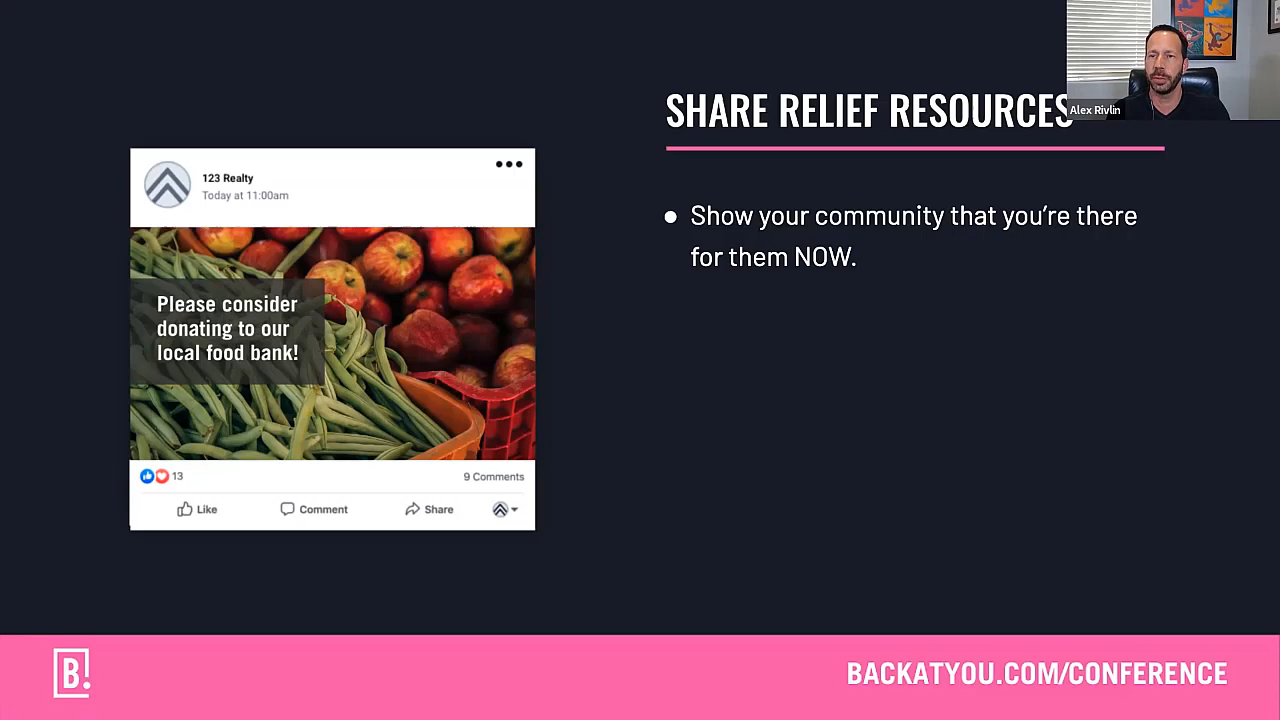 SHARE RELIEF RESOURCES
Alex Rivlin
123 Realty
Today at 11:00am
Please consider
donating to our
local food bank!
13
9 Comments
Like
Comment
Share
● Show your community that you're there
for them NOW.
B!
BACKATYOU.COM/CONFERENCE